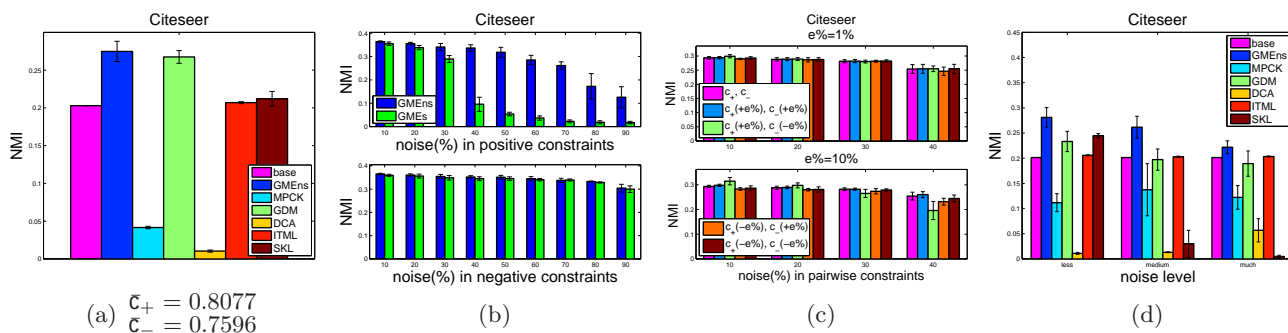 Citeseer
NMI
0.25
0.2
0.15
0.1
0.05
0
base
GMEns
MPCK
GDM
DCA
ITML
SKL
(a) c̄₊ = 0.8077
c̄₋ = 0.7596
Citeseer
NMI
0.4
0.3
0.2
0.1
0
GMEns
GMEs
10 20 30 40 50 60 70 80 90
noise(%) in positive constraints
NMI
0.4
0.3
0.2
0.1
0
10 20 30 40 50 60 70 80 90
noise(%) in negative constraints
(b)
Citeseer
e%=1%
NMI
0.3
0.25
0.2
0.15
0.1
0.05
c₊, c₋
c₊(+e%), c₋(+e%)
c₊(+e%), c₋(−e%)
10 20 30 40
e%=10%
NMI
0.3
0.2
0.1
0
c₊(−e%), c₋(+e%)
c₊(−e%), c₋(−e%)
10 20 30 40
noise(%) in pairwise constraints
(c)
Citeseer
NMI
0.45
0.4
0.35
0.3
0.25
0.2
0.15
0.1
0.05
0
base
GMEns
MPCK
GDM
DCA
ITML
SKL
less medium much
noise level
(d)